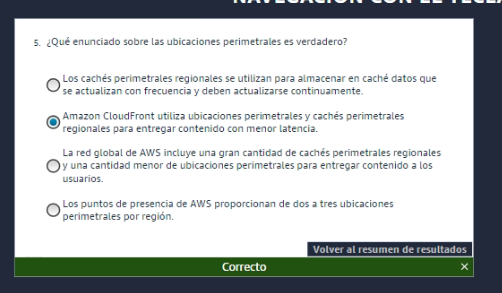 NAVEGACIÓN CON EL TECLA
5. ¿Qué enunciado sobre las ubicaciones perimetrales es verdadero?
Los cachés perimetrales regionales se utilizan para almacenar en caché datos que
se actualizan con frecuencia y deben actualizarse continuamente.
Amazon CloudFront utiliza ubicaciones perimetrales y cachés perimetrales
regionales para entregar contenido con menor latencia.
La red global de AWS incluye una gran cantidad de cachés perimetrales regionales
y una cantidad menor de ubicaciones perimetrales para entregar contenido a los
usuarios.
Los puntos de presencia de AWS proporcionan de dos a tres ubicaciones
perimetrales por región.
Volver al resumen de resultados
Correcto ×